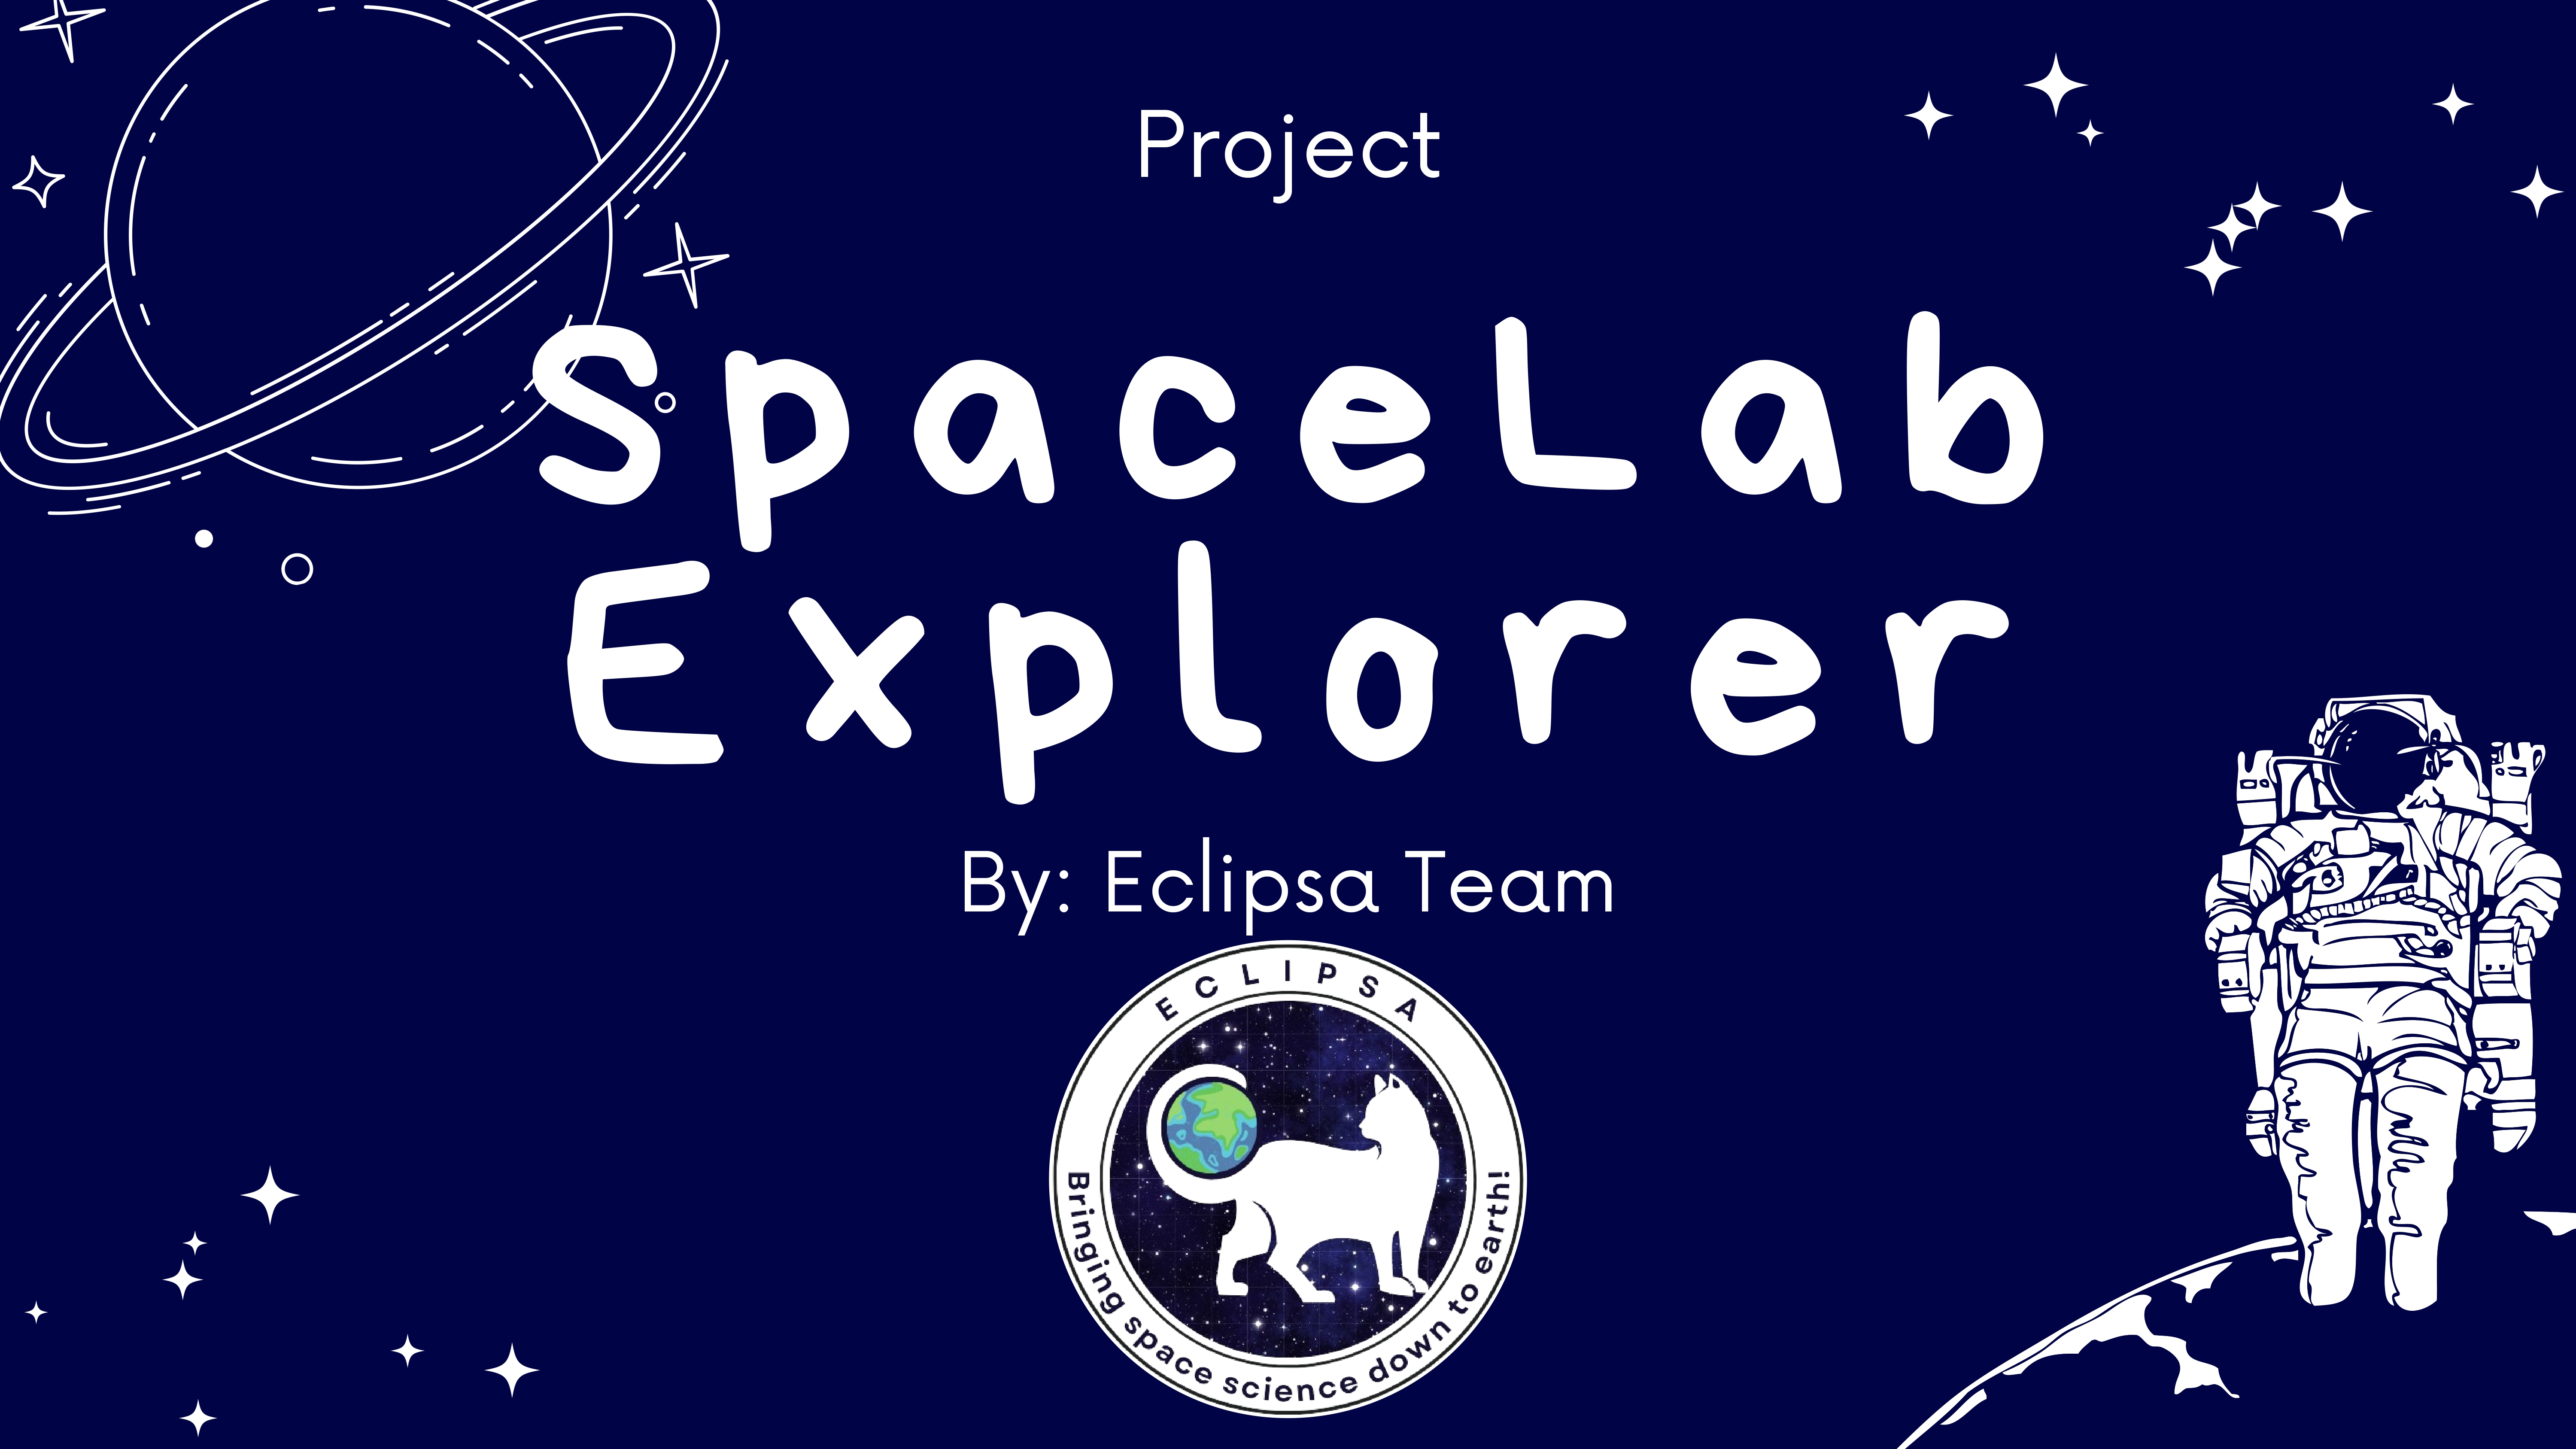 Project
SpaceLab
Explorer
By: Eclipsa Team
ECLIPSA
Bringing space science down to earth!